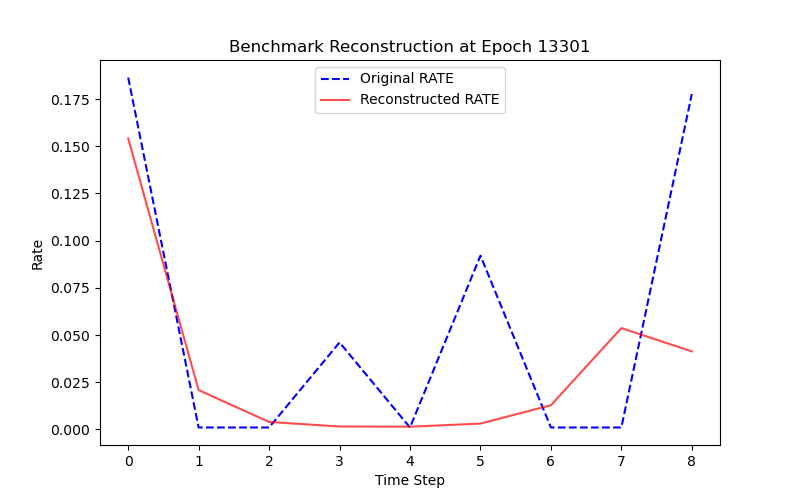 Benchmark Reconstruction at Epoch 13301
Original RATE
Reconstructed RATE
0.175
0.150
0.125
0.100
0.075
0.050
0.025
0.000
Rate
0 1 2 3 4 5 6 7 8
Time Step